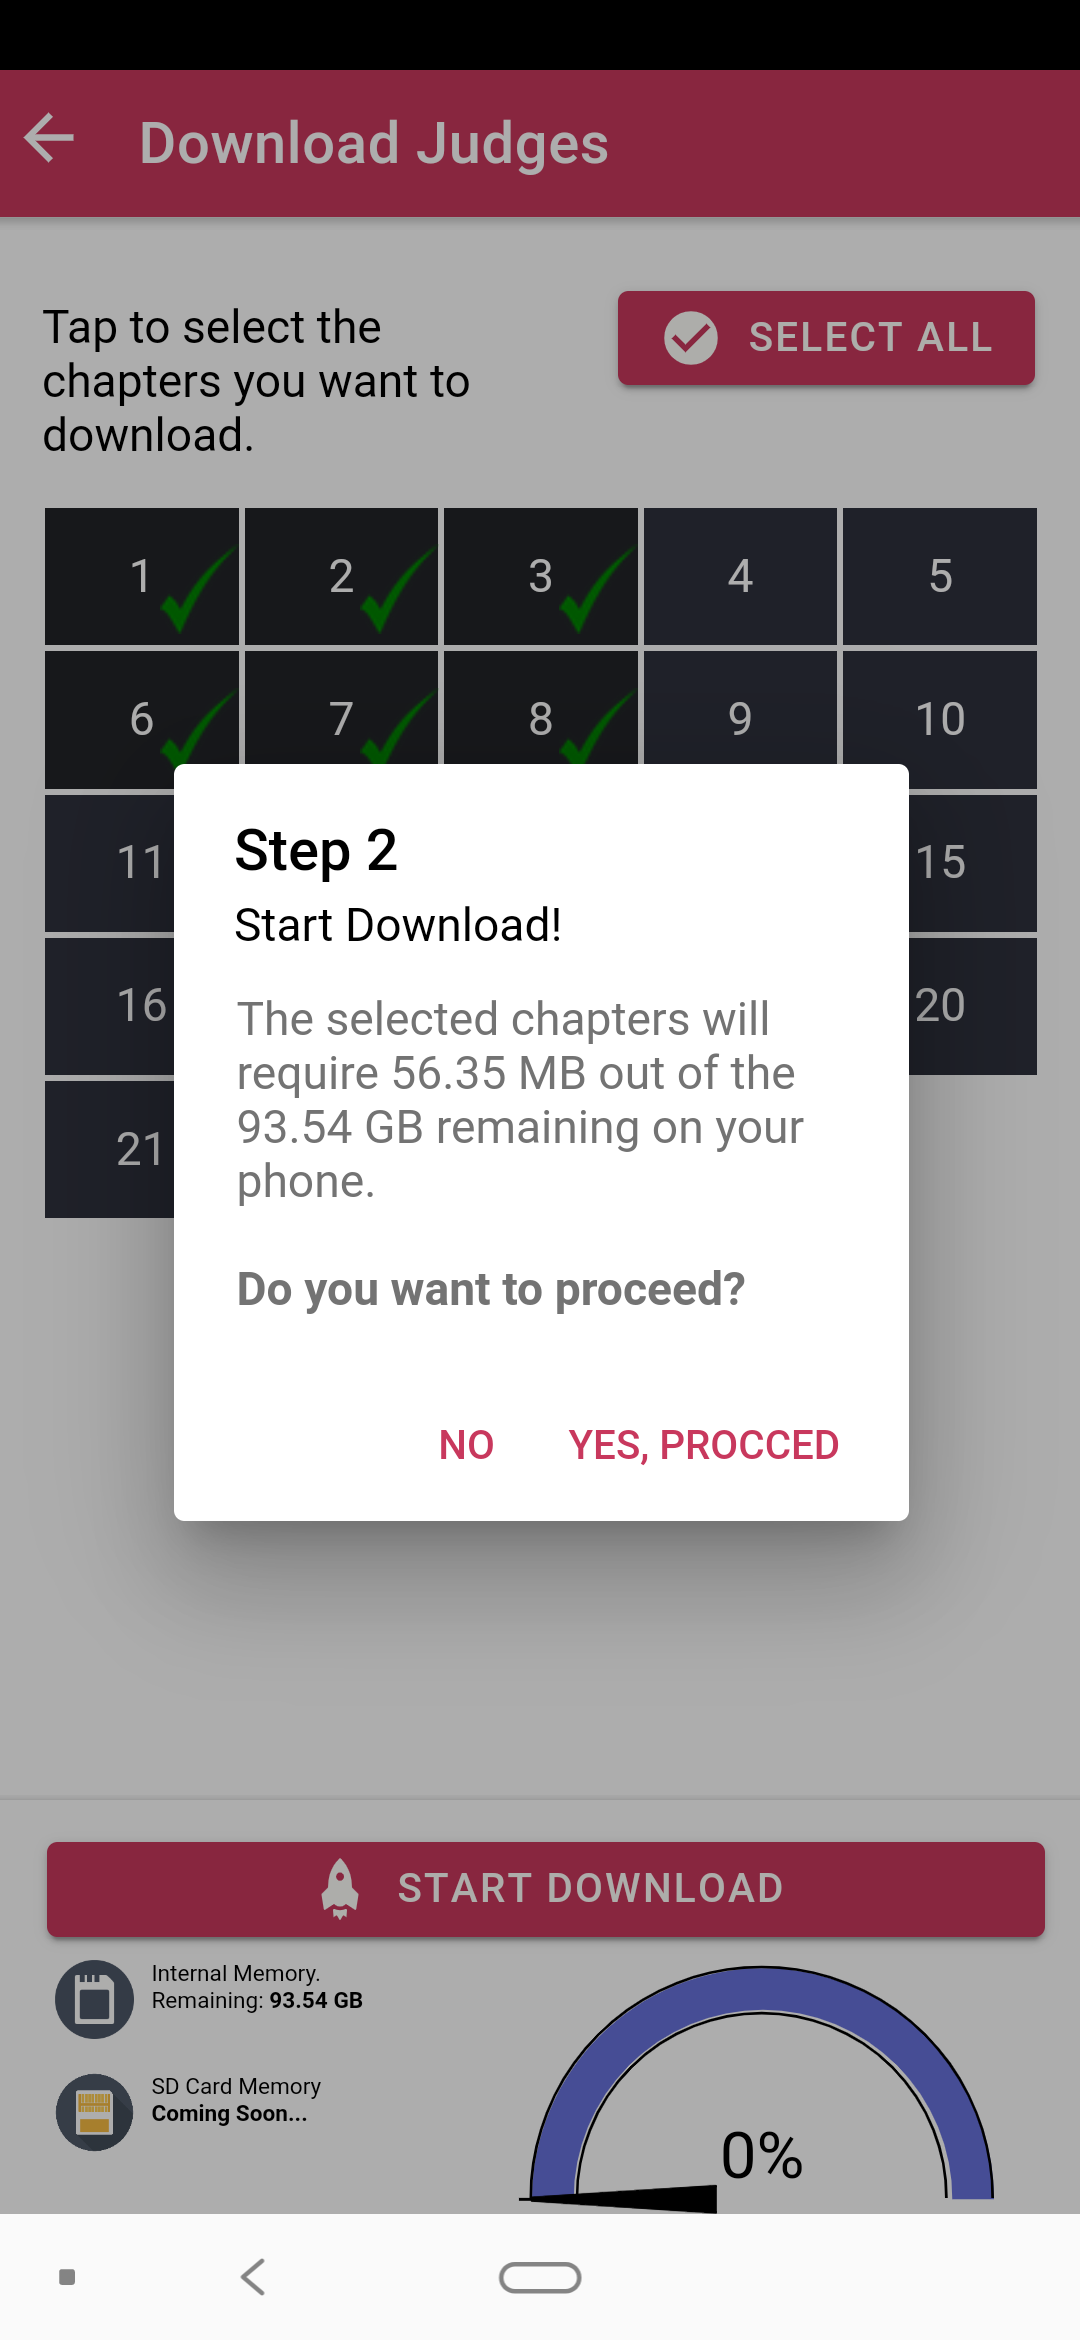 Download Judges
Tap to select the
chapters you want to
download.
SELECT ALL
1 2 3 4 5
6 7 8 9 10
11 15
16 20
21
Step 2
Start Download!
The selected chapters will
require 56.35 MB out of the
93.54 GB remaining on your
phone.
Do you want to proceed?
NO YES, PROCCED
START DOWNLOAD
Internal Memory.
Remaining: 93.54 GB
SD Card Memory
Coming Soon...
0%